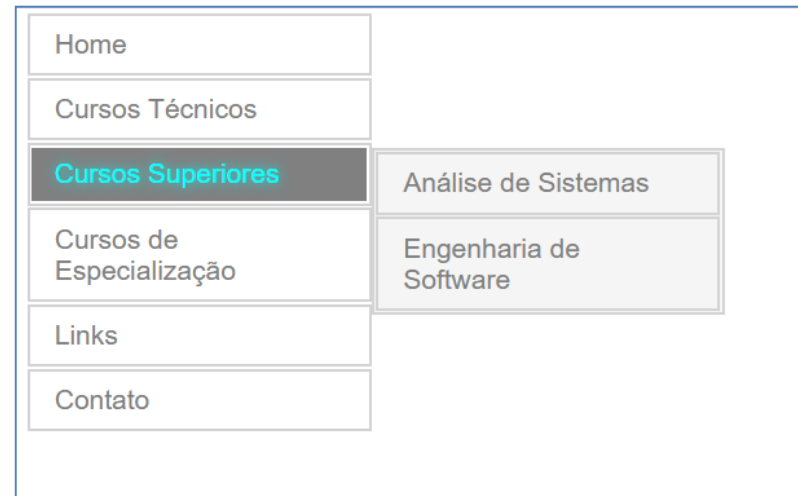 Home
Cursos Técnicos
Cursos Superiores
Análise de Sistemas
Engenharia de
Software
Cursos de
Especialização
Links
Contato